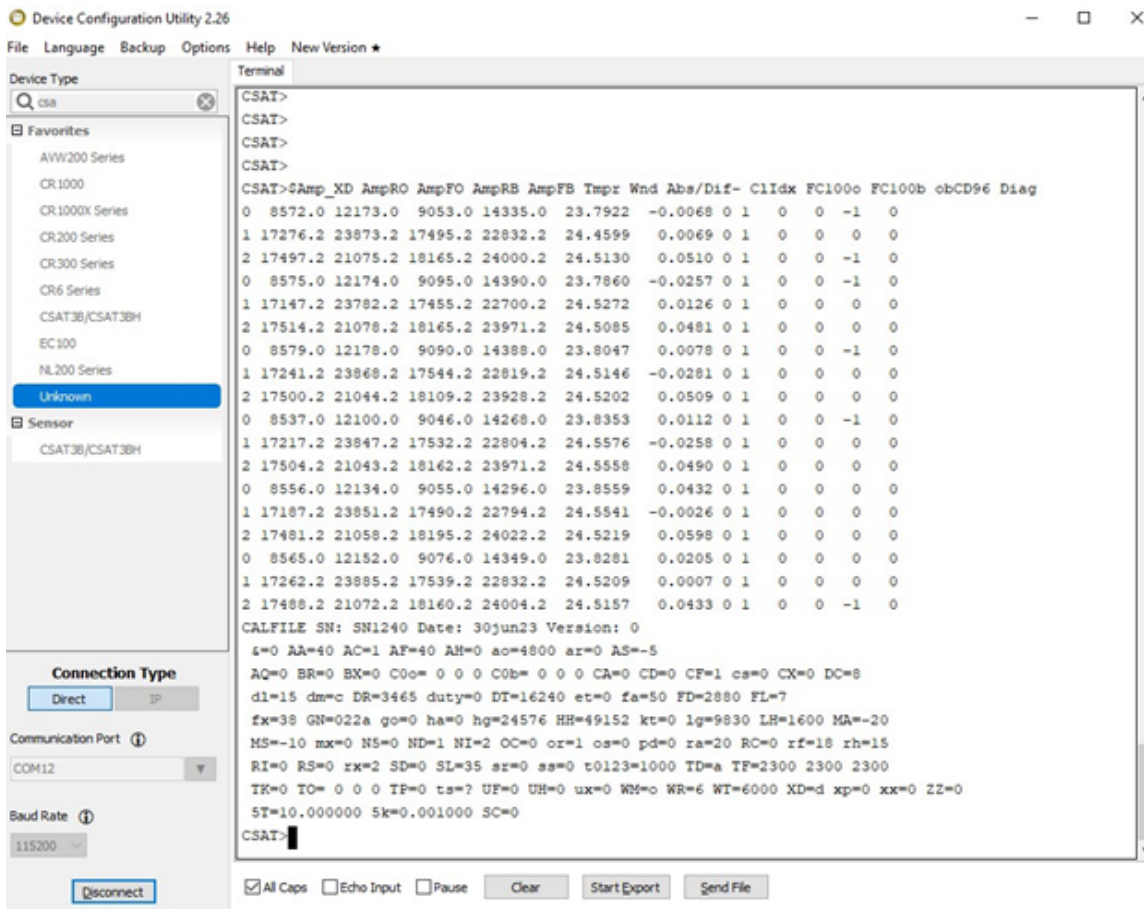 Device Configuration Utility 2.26
File Language Backup Options Help New Version ★
Device Type
csa
Favorites
AVW200 Series
CR1000
CR1000X Series
CR200 Series
CR300 Series
CR6 Series
CSAT3B/CSAT3BH
EC100
NL200 Series
Unknown
Sensor
CSAT3B/CSAT3BH
Connection Type
Direct IP
Communication Port
COM12
Baud Rate
115200
Disconnect
Terminal
CSAT>
CSAT>
CSAT>
CSAT>
CSAT>&Amp_XD AmpRO AmpFO AmpRB AmpFB Tmpr Wnd Abs/Dif- ClIdx FC100o FC100b obCD96 Diag
0 8572.0 12173.0 9053.0 14335.0 23.7922 -0.0068 0 1 0 0 -1 0
1 17276.2 23873.2 17495.2 22832.2 24.4599 0.0069 0 1 0 0 0 0
2 17497.2 21075.2 18165.2 24000.2 24.5130 0.0510 0 1 0 0 -1 0
0 8575.0 12174.0 9095.0 14390.0 23.7860 -0.0257 0 1 0 0 -1 0
1 17147.2 23782.2 17455.2 22700.2 24.5272 0.0126 0 1 0 0 0 0
2 17514.2 21078.2 18165.2 23971.2 24.5085 0.0481 0 1 0 0 0 0
0 8579.0 12178.0 9090.0 14388.0 23.8047 0.0078 0 1 0 0 -1 0
1 17241.2 23868.2 17544.2 22819.2 24.5146 -0.0281 0 1 0 0 0 0
2 17500.2 21044.2 18109.2 23928.2 24.5202 0.0509 0 1 0 0 0 0
0 8537.0 12100.0 9046.0 14268.0 23.8353 0.0112 0 1 0 0 -1 0
1 17217.2 23847.2 17532.2 22804.2 24.5576 -0.0258 0 1 0 0 0 0
2 17504.2 21043.2 18162.2 23971.2 24.5558 0.0490 0 1 0 0 0 0
0 8556.0 12134.0 9055.0 14296.0 23.8559 0.0432 0 1 0 0 0 0
1 17187.2 23851.2 17490.2 22794.2 24.5541 -0.0026 0 1 0 0 0 0
2 17481.2 21058.2 18195.2 24022.2 24.5219 0.0598 0 1 0 0 0 0
0 8565.0 12152.0 9076.0 14349.0 23.8281 0.0205 0 1 0 0 0 0
1 17262.2 23885.2 17539.2 22832.2 24.5209 0.0007 0 1 0 0 0 0
2 17488.2 21072.2 18160.2 24004.2 24.5157 0.0433 0 1 0 0 -1 0
CALFILE SN: SN1240 Date: 30jun23 Version: 0
&=0 AA=40 AC=1 AF=40 AH=0 ao=4800 ar=0 AS=-5
AQ=0 BR=0 BX=0 C0o= 0 0 0 C0b= 0 0 0 CA=0 CD=0 CF=1 cs=0 CX=0 DC=8
dl=15 dm=c DR=3465 duty=0 DT=16240 et=0 fa=50 FD=2880 FL=7
fx=38 GN=022a go=0 ha=0 hg=24576 HH=49152 kt=0 lg=9830 LH=1600 MA=-20
MS=-10 mx=0 N5=0 ND=1 NI=2 OC=0 or=1 os=0 pd=0 ra=20 RC=0 rf=18 rh=15
RI=0 RS=0 rx=2 SD=0 SL=35 sr=0 ss=0 t0123=1000 TD=a TF=2300 2300 2300
TK=0 TO= 0 0 0 TP=0 ts=? UF=0 UH=0 ux=0 WM=o WR=6 WT=6000 XD=d xp=0 xx=0 ZZ=0
5T=10.000000 5k=0.001000 SC=0
CSAT>
All Caps Echo Input Pause Clear Start Export Send File